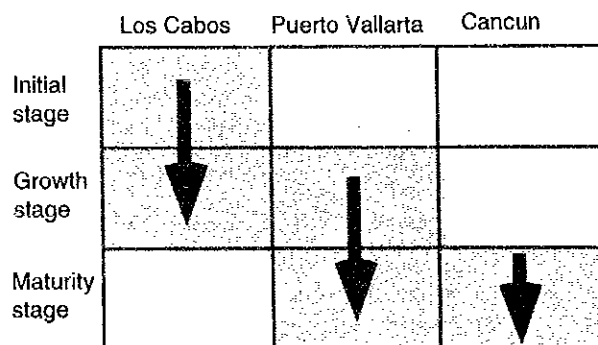 Los Cabos Puerto Vallarta Cancun
Initial
stage
Growth
stage
Maturity
stage